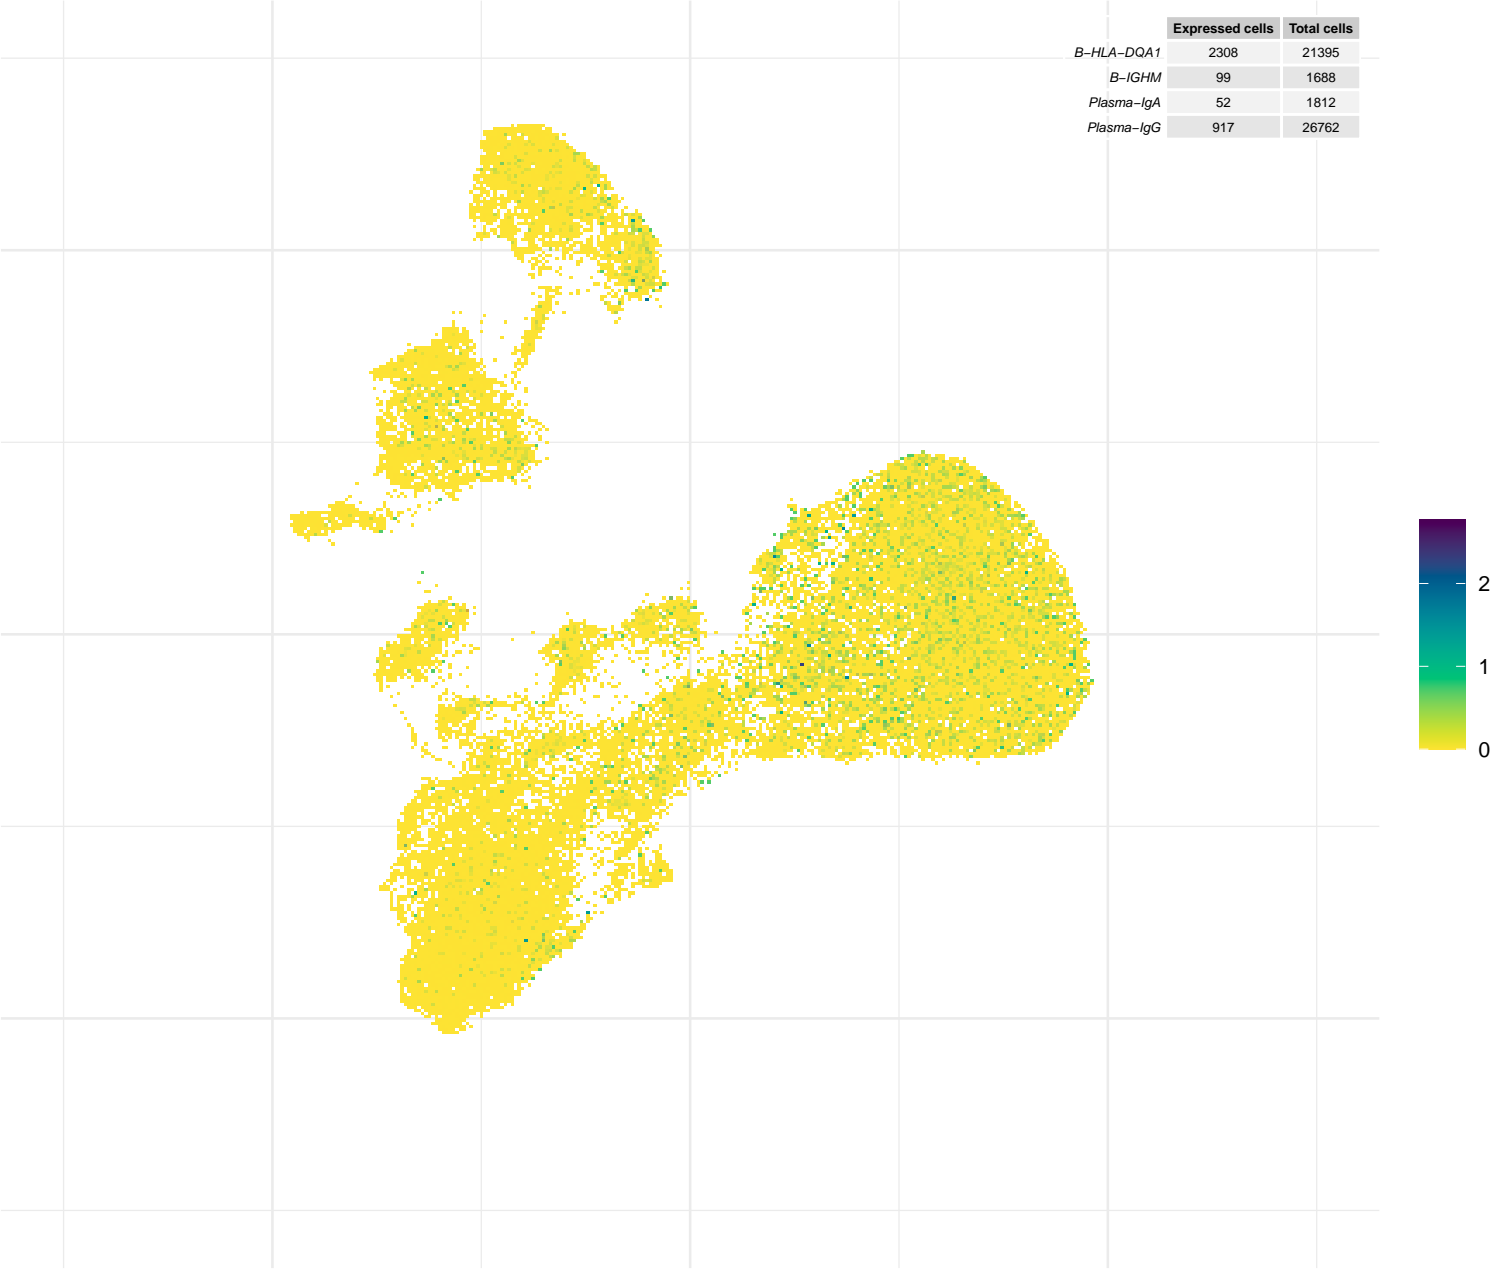 Expressed cells Total cells
B−HLA−DQA1 2308 21395
B−IGHM 99 1688
Plasma−IgA 52 1812
Plasma−IgG 917 26762
2
1
0